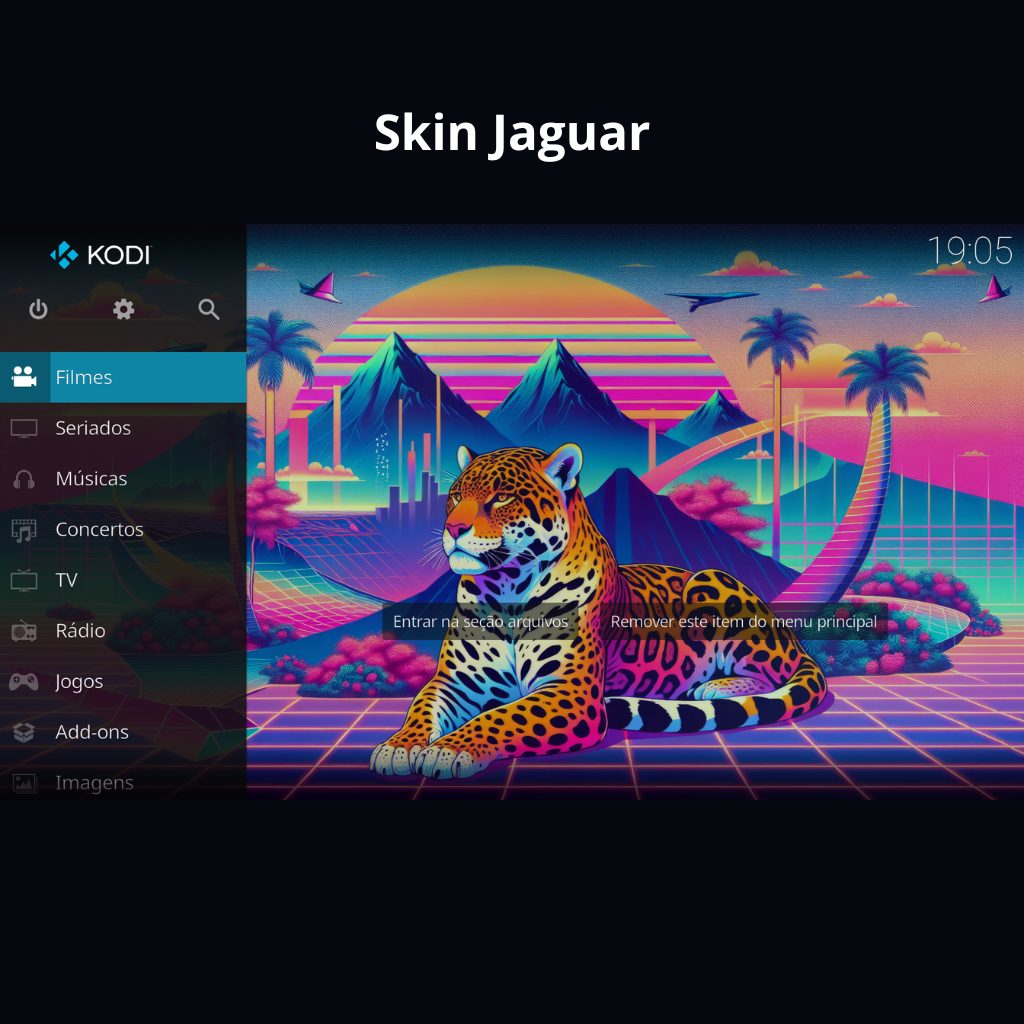 Skin Jaguar
KODI
19:05
Filmes
Seriados
Músicas
Concertos
TV
Rádio
Jogos
Add-ons
Imagens
Entrar na seção arquivos
Remover este item do menu principal